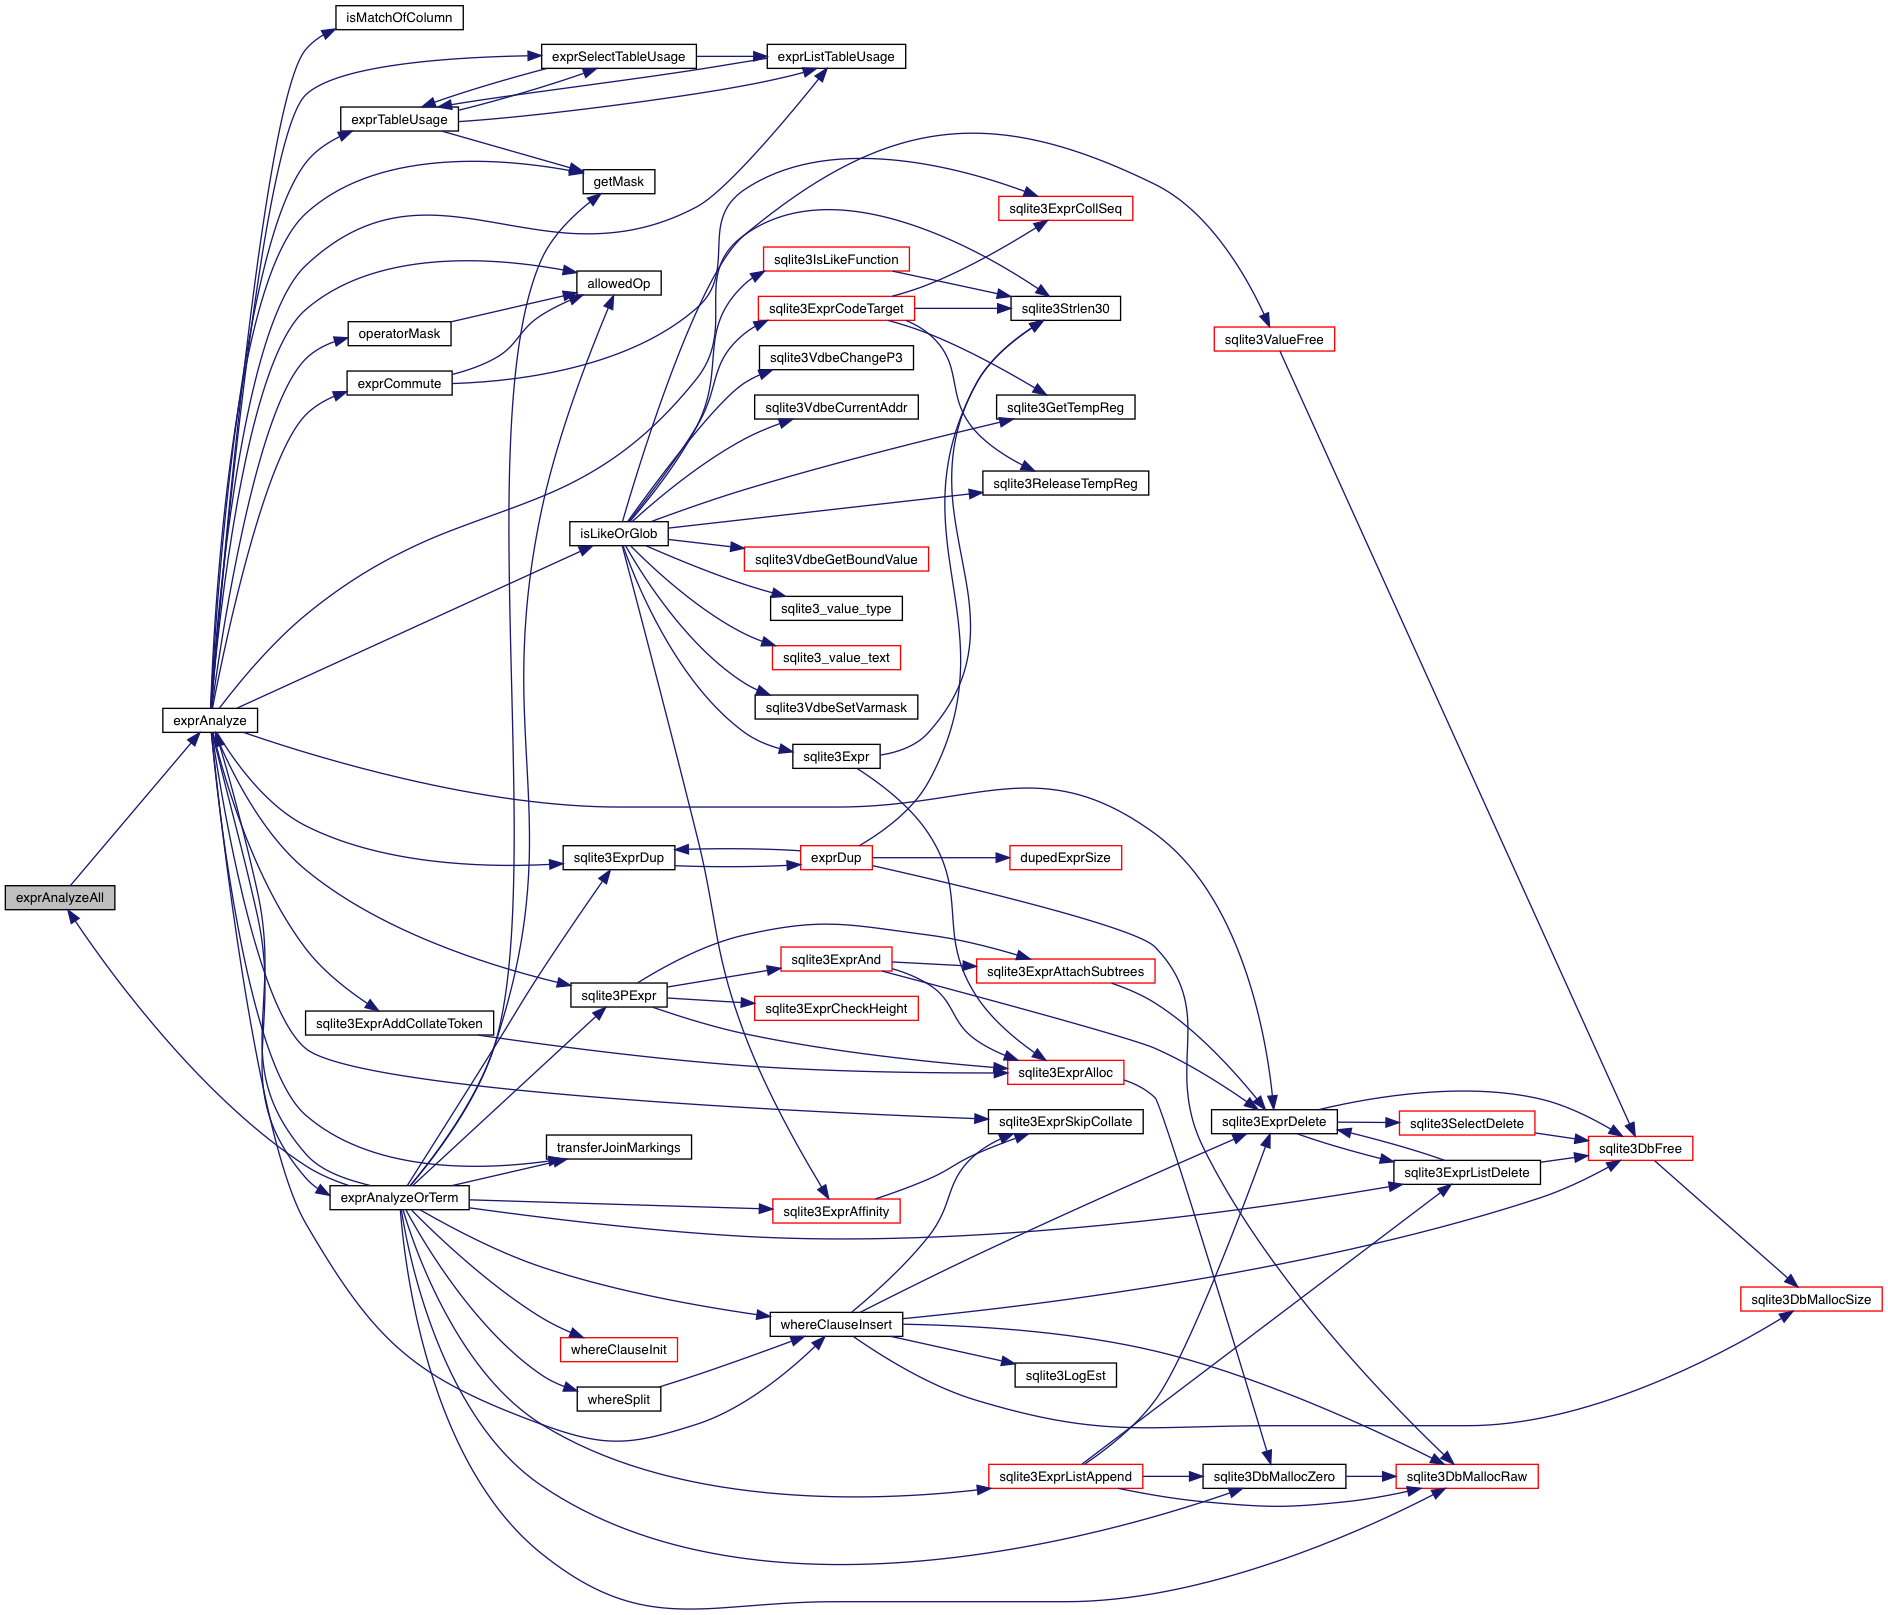 isMatchOfColumn
exprSelectTableUsage
exprListTableUsage
exprTableUsage
getMask
sqlite3ExprCollSeq
sqlite3IsLikeFunction
allowedOp
sqlite3ExprCodeTarget
sqlite3Strlen30
operatorMask
sqlite3ValueFree
sqlite3VdbeChangeP3
exprCommute
sqlite3VdbeCurrentAddr
sqlite3GetTempReg
sqlite3ReleaseTempReg
isLikeOrGlob
sqlite3VdbeGetBoundValue
sqlite3_value_type
sqlite3_value_text
sqlite3VdbeSetVarmask
exprAnalyze
sqlite3Expr
sqlite3ExprDup
exprDup
dupedExprSize
exprAnalyzeAll
sqlite3ExprAnd
sqlite3ExprAttachSubtrees
sqlite3PExpr
sqlite3ExprCheckHeight
sqlite3ExprAddCollateToken
sqlite3ExprAlloc
sqlite3ExprSkipCollate
sqlite3ExprDelete
sqlite3SelectDelete
transferJoinMarkings
sqlite3DbFree
sqlite3ExprListDelete
exprAnalyzeOrTerm
sqlite3ExprAffinity
sqlite3DbMallocSize
whereClauseInsert
whereClauseInit
sqlite3LogEst
whereSplit
sqlite3ExprListAppend
sqlite3DbMallocZero
sqlite3DbMallocRaw